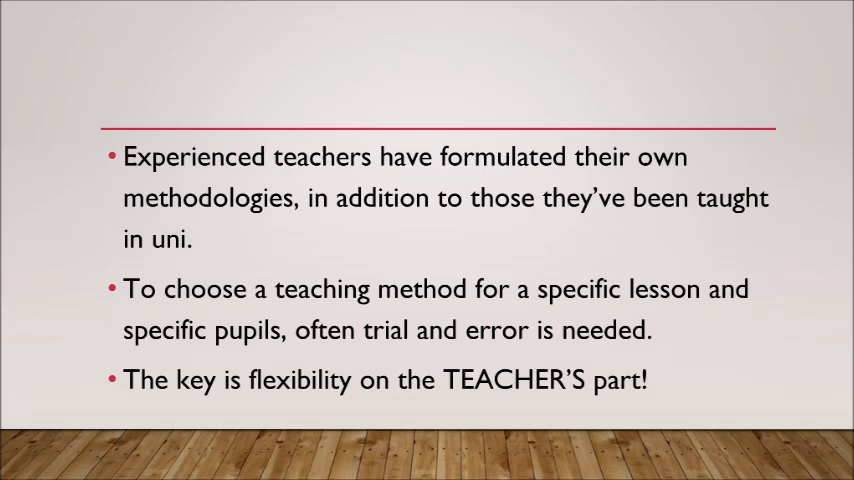 • Experienced teachers have formulated their own
methodologies, in addition to those they’ve been taught
in uni.
• To choose a teaching method for a specific lesson and
specific pupils, often trial and error is needed.
• The key is flexibility on the TEACHER’S part!